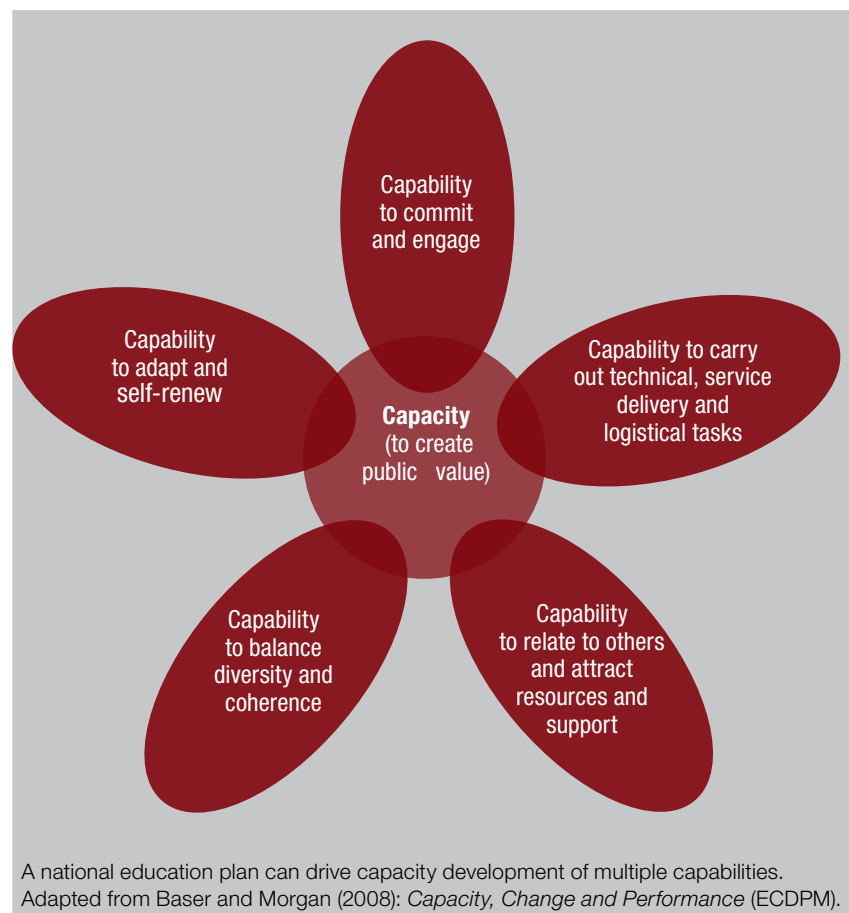 Capability
to commit
and engage
Capability
to adapt and
self-renew
Capability to carry
out technical, service
delivery and
logistical tasks
Capacity
(to create
public value)
Capability
to balance
diversity and
coherence
Capability
to relate to others
and attract
resources and
support
A national education plan can drive capacity development of multiple capabilities.
Adapted from Baser and Morgan (2008): Capacity, Change and Performance (ECDPM).